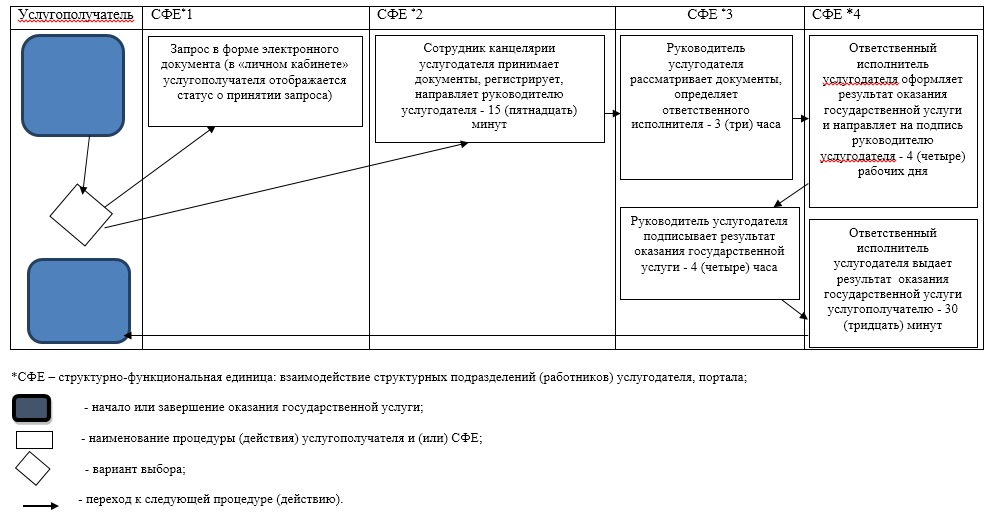 Услугополучатель
СФЕ*1
СФЕ *2
СФЕ *3
СФЕ *4
Запрос в форме электронного
документа (в «личном кабинете»
услугополучателя отображается
статус о принятии запроса)
Сотрудник канцелярии
услугодателя принимает
документы, регистрирует,
направляет руководителю
услугодателя - 15 (пятнадцать)
минут
Руководитель
услугодателя
рассматривает документы,
определяет
ответственного
исполнителя - 3 (три) часа
Ответственный
исполнитель
услугодателя оформляет
результат оказания
государственной услуги
и направляет на подпись
руководителю
услугодателя - 4 (четыре)
рабочих дня
Руководитель услугодателя
подписывает результат
оказания государственной
услуги - 4 (четыре) часа
Ответственный
исполнитель
услугодателя выдает
результат оказания
государственной услуги
услугополучателю - 30
(тридцать) минут
*СФЕ – структурно-функциональная единица: взаимодействие структурных подразделений (работников) услугодателя, портала;
- начало или завершение оказания государственной услуги;
- наименование процедуры (действия) услугополучателя и (или) СФЕ;
- вариант выбора;
- переход к следующей процедуре (действию).